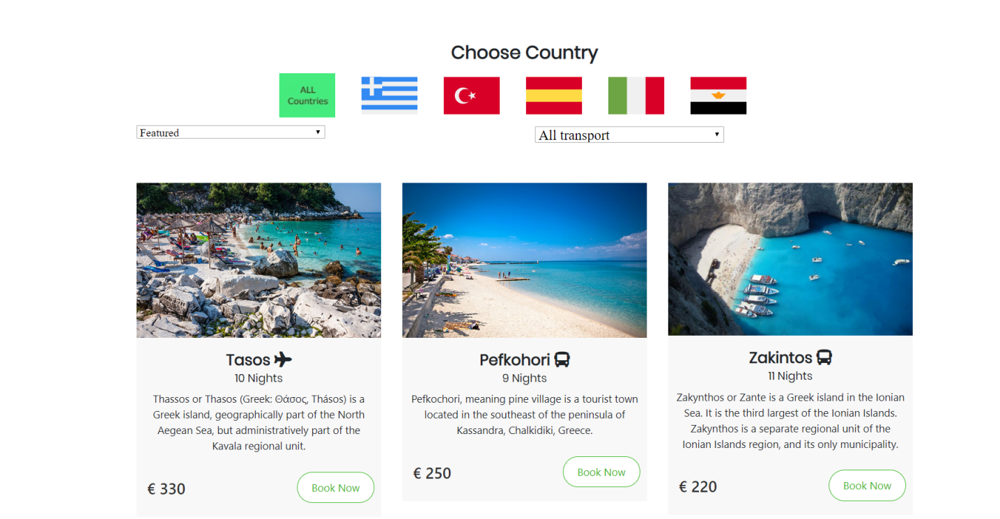 Choose Country
ALL
Countries
Featured
All transport
Tasos
10 Nights
Thassos or Thasos (Greek: Θάσος, Thásos) is a
Greek island, geographically part of the North
Aegean Sea, but administratively part of the
Kavala regional unit.
€ 330
Book Now
Pefkohori
9 Nights
Pefkochori, meaning pine village is a tourist town
located in the southeast of the peninsula of
Kassandra, Chalkidiki, Greece.
€ 250
Book Now
Zakintos
11 Nights
Zakynthos or Zante is a Greek island in the Ionian
Sea. It is the third largest of the Ionian Islands.
Zakynthos is a separate regional unit of the
Ionian Islands region, and its only municipality.
€ 220
Book Now